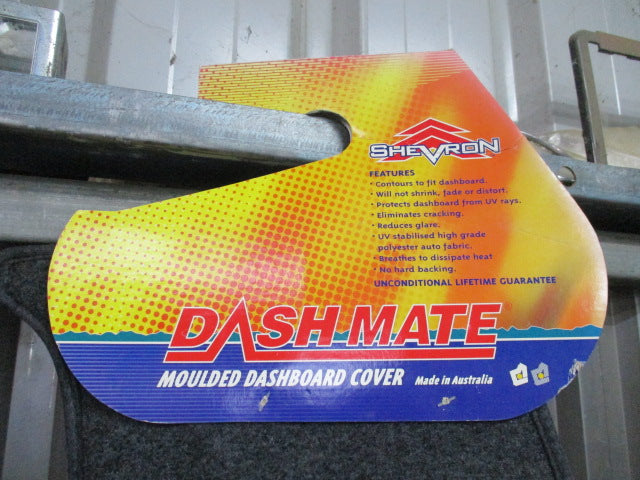 SHEVRON
FEATURES
• Contours to fit dashboard.
• Will not shrink, fade or distort.
• Protects dashboard from UV rays.
• Eliminates cracking.
• Reduces glare.
• UV stabilised high grade
polyester auto fabric.
• Breathes to dissipate heat
• No hard backing.
UNCONDITIONAL LIFETIME GUARANTEE
DASH MATE
MOULDED DASHBOARD COVER Made in Australia